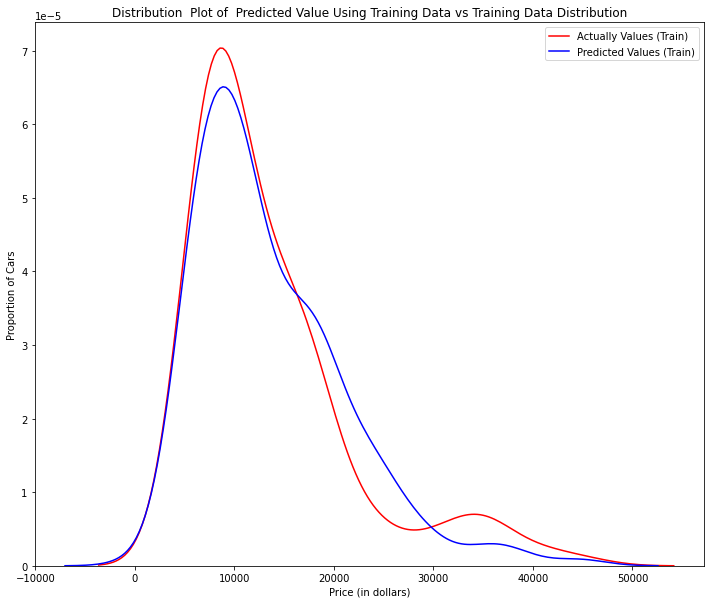 Distribution  Plot of  Predicted Value Using Training Data vs Training Data Distribution
1e−5
Actually Values (Train)
Predicted Values (Train)
7
6
5
4
3
2
1
0
Proportion of Cars
−10000 0 10000 20000 30000 40000 50000
Price (in dollars)